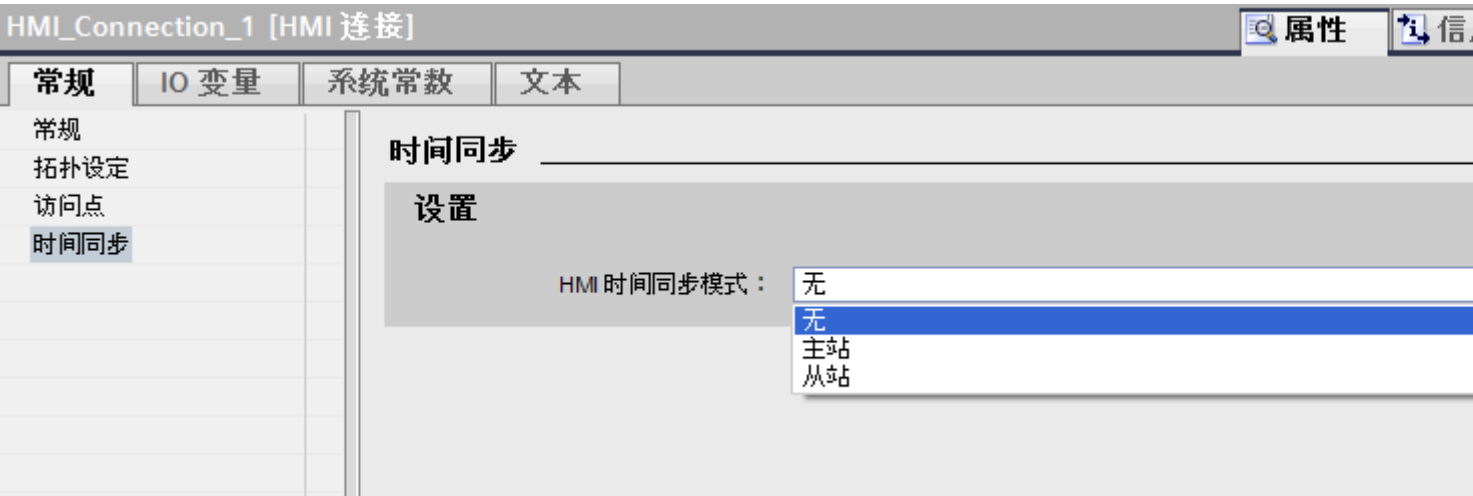 HMI_Connection_1 [HMI 连接]
属性
信
常规
IO 变量
系统常数
文本
常规
拓扑设定
访问点
时间同步
时间同步
设置
HMI 时间同步模式：
无
无
主站
从站